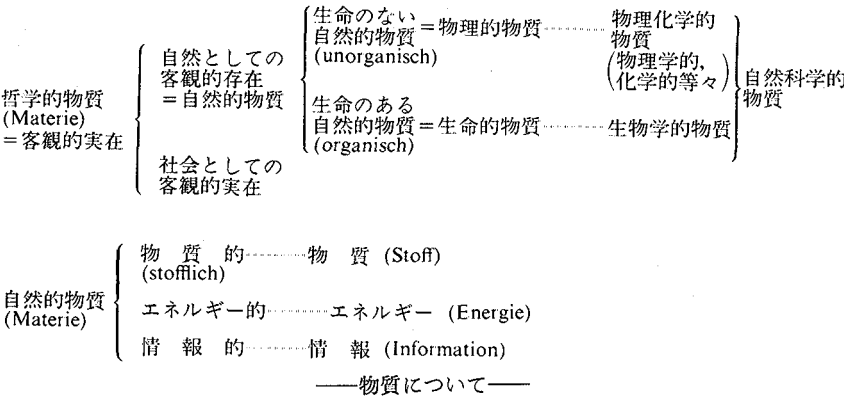 哲学的物質
(Materie)
=客観的実在
自然としての
客観的存在
=自然的物質
生命のない
自然的物質=物理的物質………物理化学的
(unorganisch)
物質
(物理学的,
化学的等々)
生命のある
自然的物質=生命的物質………生物学的物質
(organisch)
自然科学的
物質
社会としての
客観的実在
自然的物質
(Materie)
物質的………物質 (Stoff)
(stofflich)
エネルギー的………エネルギー (Energie)
情報的………情報 (Information)
――物質について――